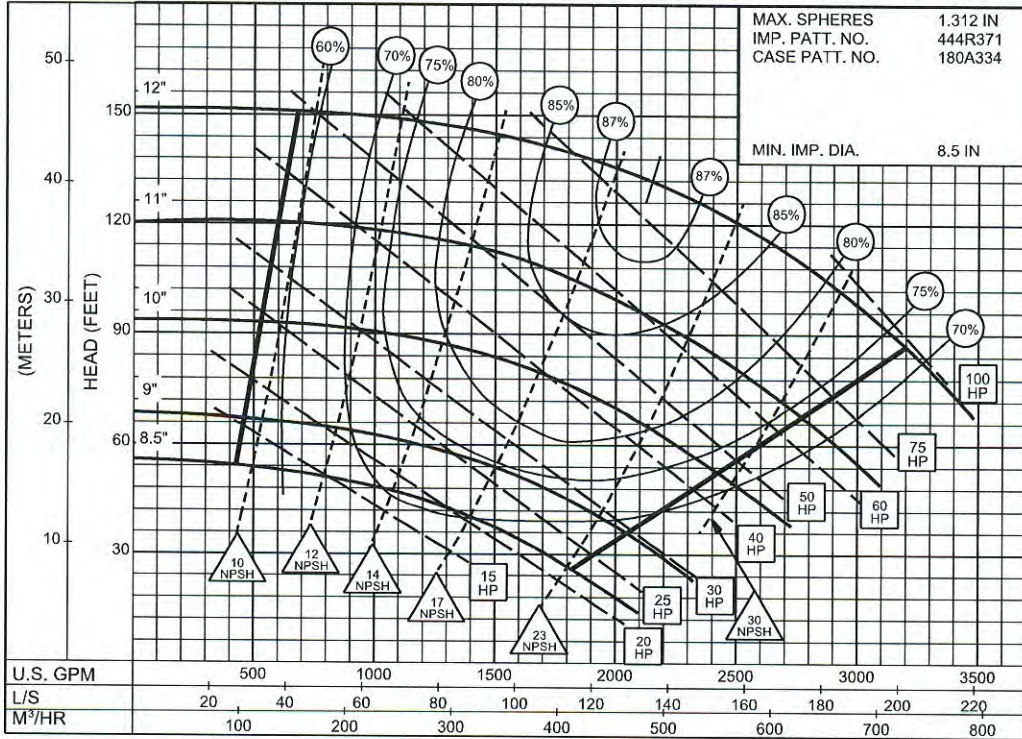 MAX. SPHERES 1.312 IN
IMP. PATT. NO. 444R371
CASE PATT. NO. 180A334
MIN. IMP. DIA. 8.5 IN
60%
70%
75%
80%
85%
87%
87%
85%
80%
75%
70%
50
40
30
20
10
(METERS)
HEAD (FEET)
150
120
90
60
30
12"
11"
10"
9"
8.5"
100 HP
75 HP
60 HP
50 HP
40 HP
30 HP
25 HP
20 HP
15 HP
10 NPSH
12 NPSH
14 NPSH
17 NPSH
23 NPSH
30 NPSH
U.S. GPM 500 1000 1500 2000 2500 3000 3500
L/S 20 40 60 80 100 120 140 160 180 200 220
M³/HR 100 200 300 400 500 600 700 800